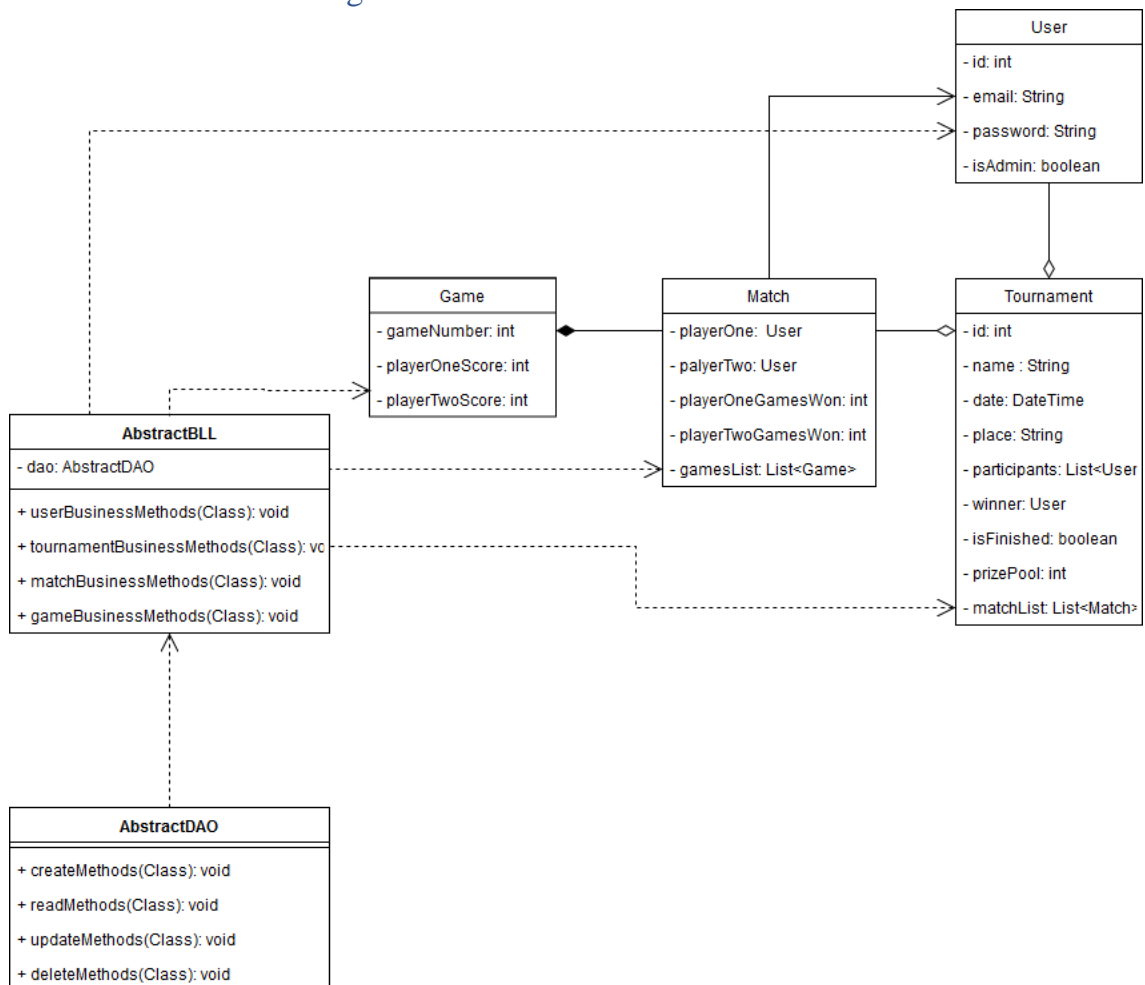 g
User
- id: int
- email: String
- password: String
- isAdmin: boolean
Game
- gameNumber: int
- playerOneScore: int
- playerTwoScore: int
Match
- playerOne: User
- palyerTwo: User
- playerOneGamesWon: int
- playerTwoGamesWon: int
- gamesList: List<Game>
Tournament
- id: int
- name : String
- date: DateTime
- place: String
- participants: List<User
- winner: User
- isFinished: boolean
- prizePool: int
- matchList: List<Match>
AbstractBLL
- dao: AbstractDAO
+ userBusinessMethods(Class): void
+ tournamentBusinessMethods(Class): vo
+ matchBusinessMethods(Class): void
+ gameBusinessMethods(Class): void
AbstractDAO
+ createMethods(Class): void
+ readMethods(Class): void
+ updateMethods(Class): void
+ deleteMethods(Class): void